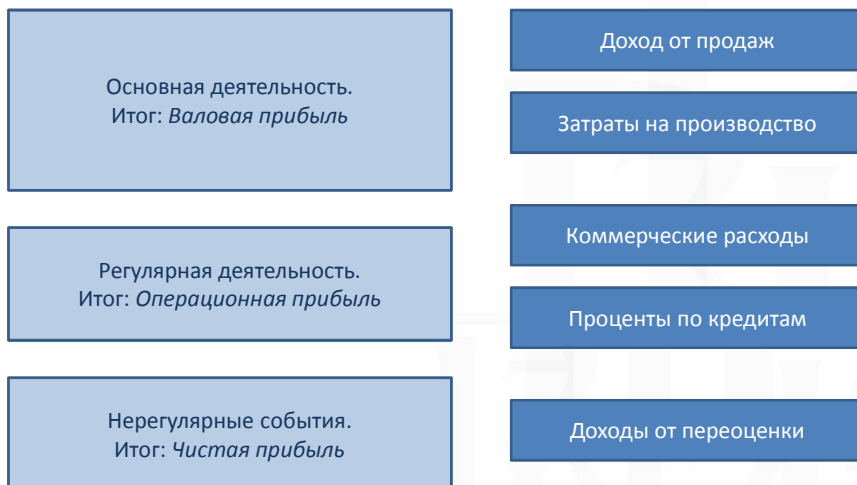 Основная деятельность.
Итог: Валовая прибыль
Доход от продаж
Затраты на производство
Регулярная деятельность.
Итог: Операционная прибыль
Коммерческие расходы
Проценты по кредитам
Нерегулярные события.
Итог: Чистая прибыль
Доходы от переоценки